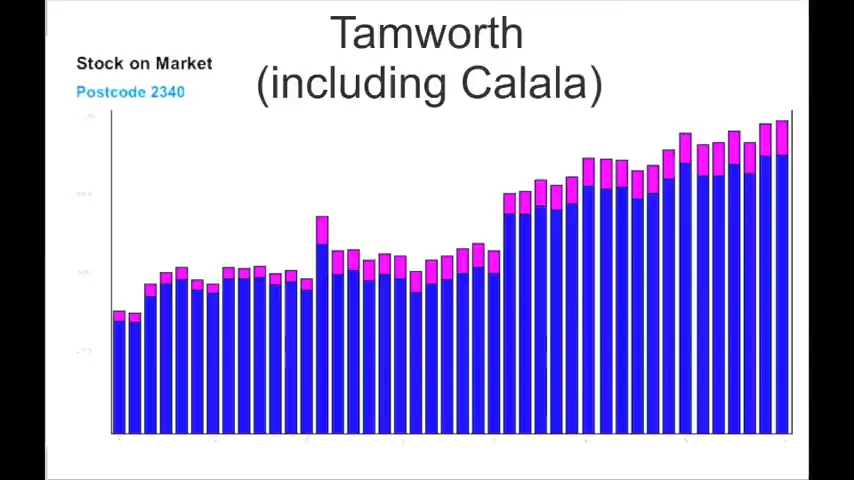 Tamworth
(including Calala)
Stock on Market
Postcode 2340